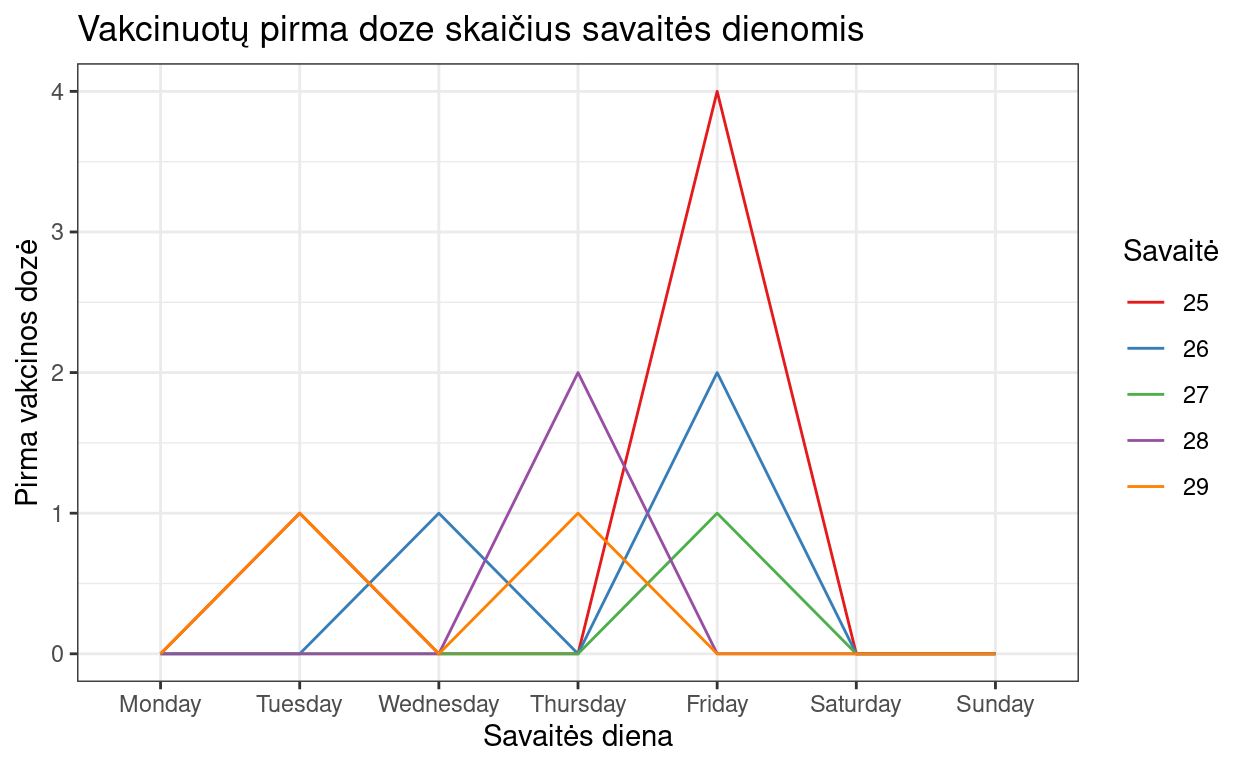 Vakcinuotų pirma doze skaičius savaitės dienomis
Pirma vakcinos dozė
4
3
2
1
0
Monday Tuesday Wednesday Thursday Friday Saturday Sunday
Savaitės diena
Savaitė
25
26
27
28
29